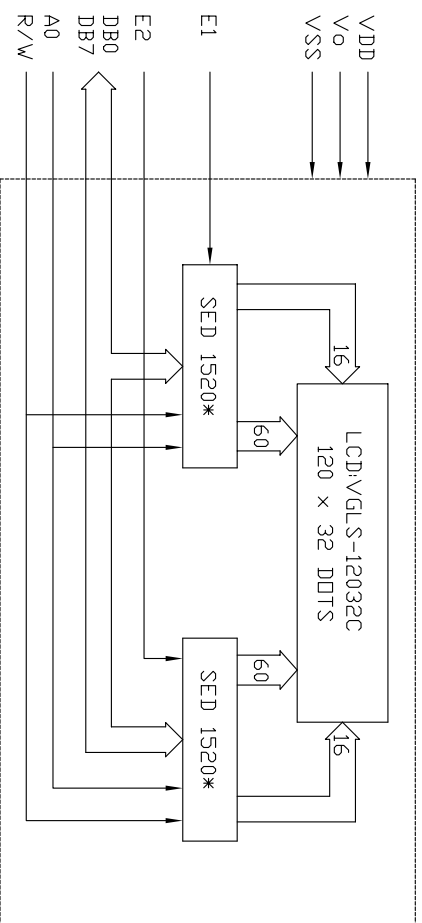 VDD
Vo
VSS
E1
E2
DB0
DB7
A0
R/W
LCD:VGLS-12032C
120 x 32 DOTS
16
60
60
16
SED 1520*
SED 1520*